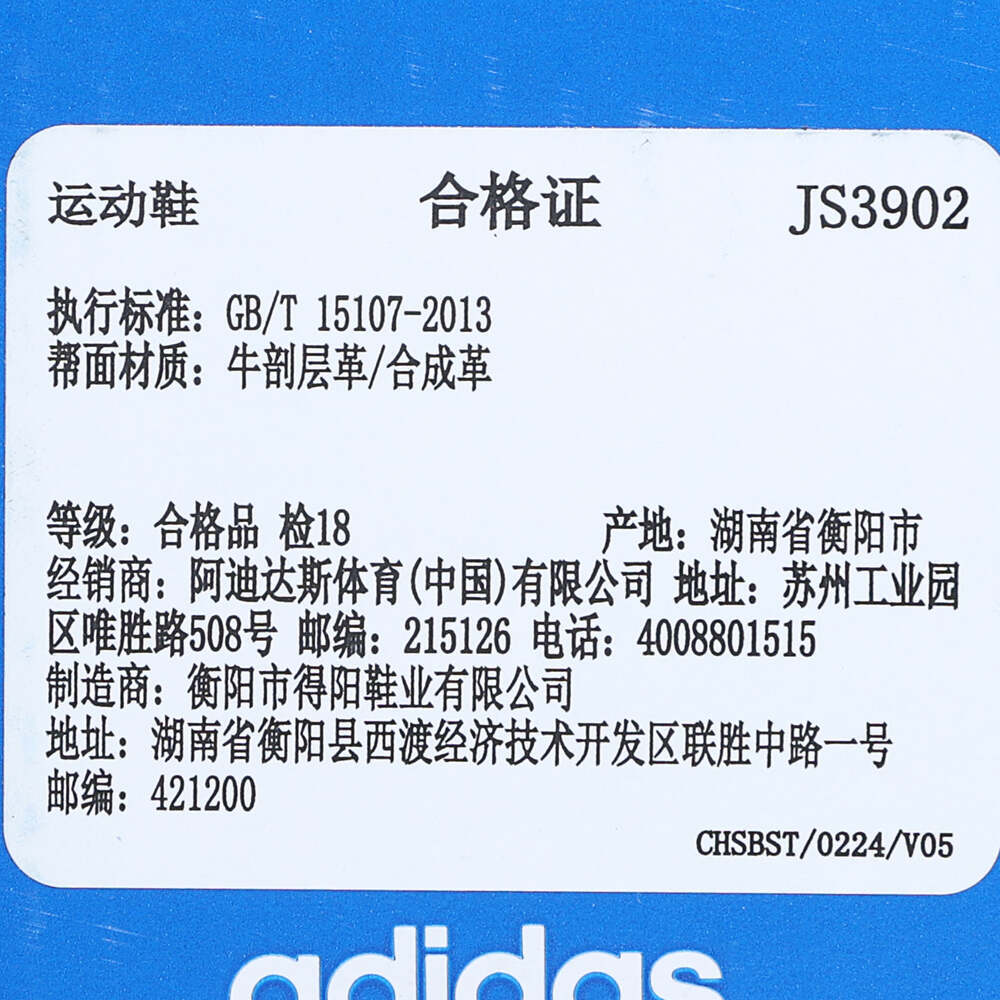 运动鞋 合格证 JS3902
执行标准: GB/T 15107-2013
帮面材质: 牛剖层革/合成革
等级: 合格品 检18 产地: 湖南省衡阳市
经销商: 阿迪达斯体育(中国)有限公司 地址: 苏州工业园
区唯胜路508号 邮编: 215126 电话: 4008801515
制造商: 衡阳市得阳鞋业有限公司
地址: 湖南省衡阳县西渡经济技术开发区联胜中路一号
邮编: 421200
CHSBST/0224/V05
adidas